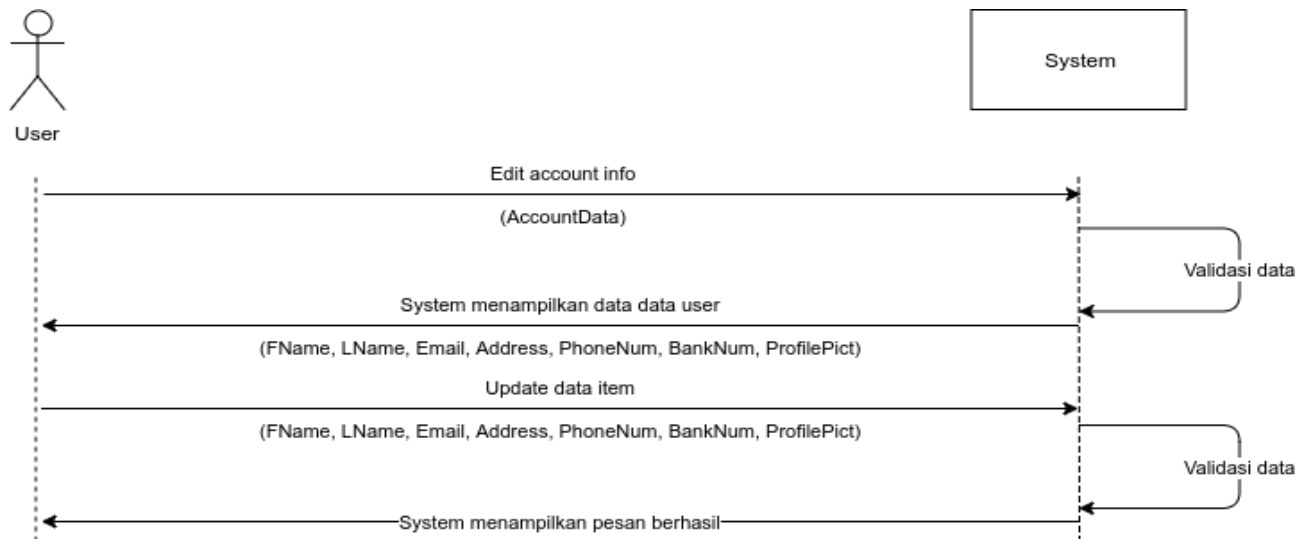 System
User
Edit account info
(AccountData)
Validasi data
System menampilkan data data user
(FName, LName, Email, Address, PhoneNum, BankNum, ProfilePict)
Update data item
(FName, LName, Email, Address, PhoneNum, BankNum, ProfilePict)
Validasi data
System menampilkan pesan berhasil